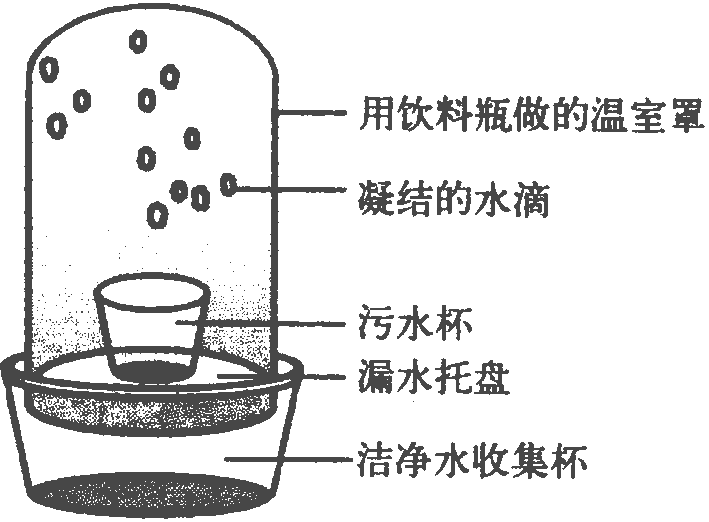 用饮料瓶做的温室罩
凝结的水滴
污水杯
漏水托盘
洁净水收集杯